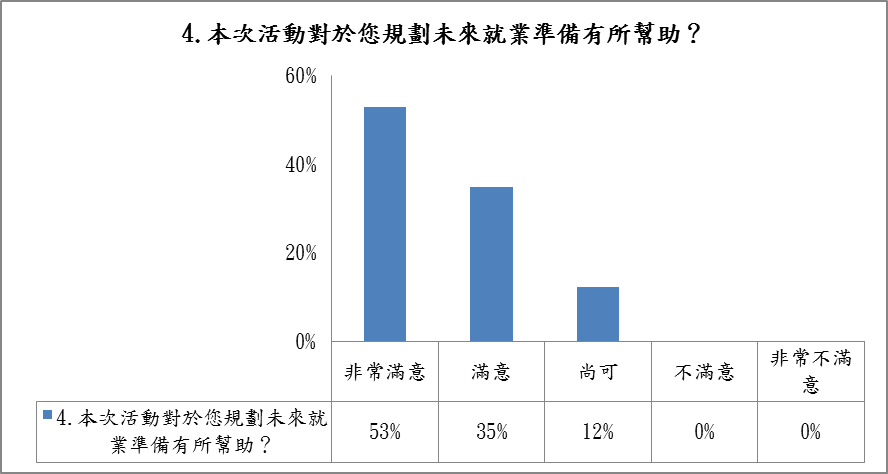 4.本次活動對於您規劃未來就業準備有所幫助？
60%
40%
20%
0%
非常滿意
滿意
尚可
不滿意
非常不滿
意
4.本次活動對於您規劃未來就
業準備有所幫助？
53%
35%
12%
0%
0%